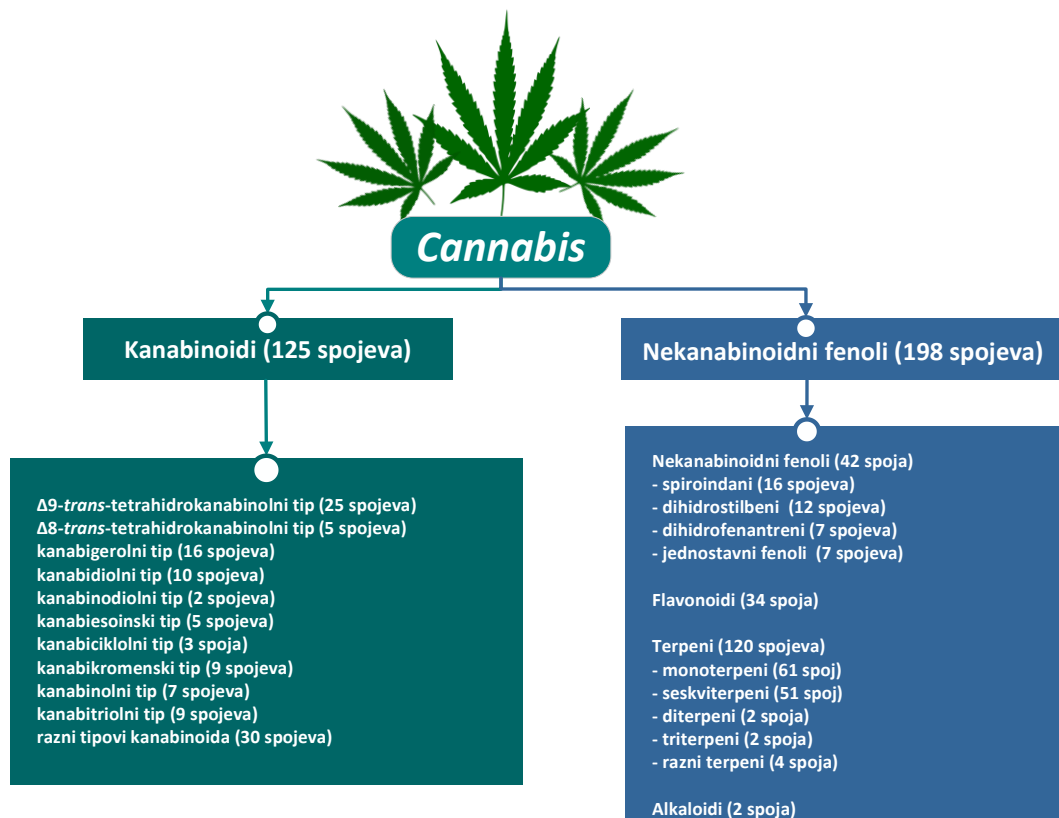 Cannabis
Kanabinoidi (125 spojeva)
Δ9-trans-tetrahidrokanabinolni tip (25 spojeva)
Δ8-trans-tetrahidrokanabinolni tip (5 spojeva)
kanabigerolni tip (16 spojeva)
kanabidiolni tip (10 spojeva)
kanabinodiolni tip (2 spojeva)
kanabiesoinski tip (5 spojeva)
kanabiciklolni tip (3 spoja)
kanabikromenski tip (9 spojeva)
kanabinolni tip (7 spojeva)
kanabitriolni tip (9 spojeva)
razni tipovi kanabinoida (30 spojeva)
Nekanabinoidni fenoli (198 spojeva)
Nekanabinoidni fenoli (42 spoja)
- spiroindani (16 spojeva)
- dihidrostilbeni (12 spojeva)
- dihidrofenantreni (7 spojeva)
- jednostavni fenoli (7 spojeva)
Flavonoidi (34 spoja)
Terpeni (120 spojeva)
- monoterpeni (61 spoj)
- seskviterpeni (51 spoj)
- diterpeni (2 spoja)
- triterpeni (2 spoja)
- razni terpeni (4 spoja)
Alkaloidi (2 spoja)